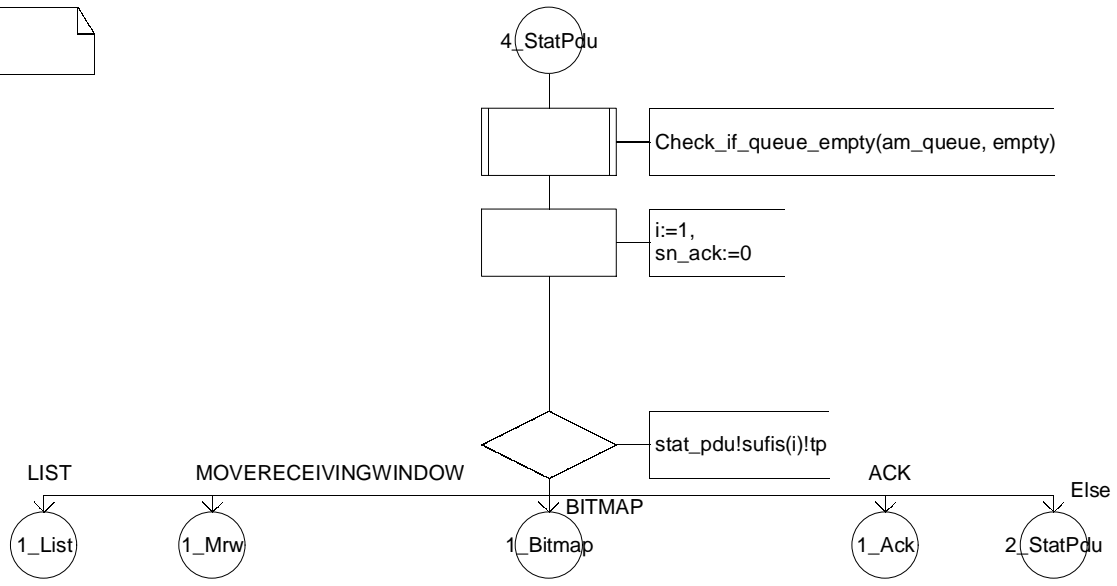 4_StatPdu
Check_if_queue_empty(am_queue, empty)
i:=1,
sn_ack:=0
stat_pdu!sufis(i)!tp
LIST
MOVERECEIVINGWINDOW
BITMAP
ACK
Else
1_List
1_Mrw
1_Bitmap
1_Ack
2_StatPdu